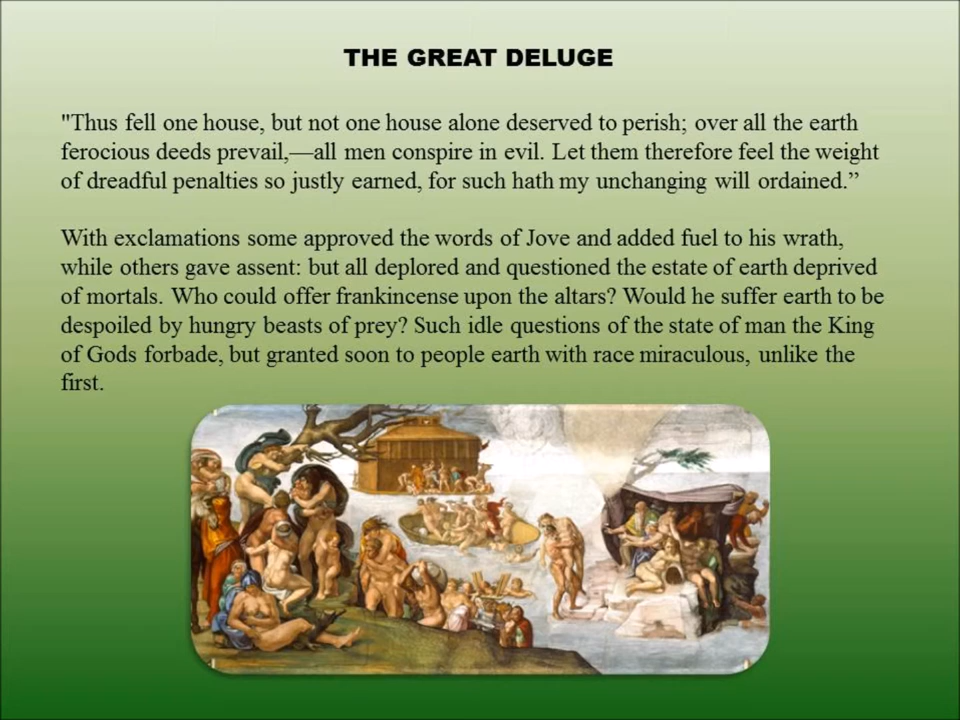 THE GREAT DELUGE
"Thus fell one house, but not one house alone deserved to perish; over all the earth
ferocious deeds prevail,—all men conspire in evil. Let them therefore feel the weight
of dreadful penalties so justly earned, for such hath my unchanging will ordained.”
With exclamations some approved the words of Jove and added fuel to his wrath,
while others gave assent: but all deplored and questioned the estate of earth deprived
of mortals. Who could offer frankincense upon the altars? Would he suffer earth to be
despoiled by hungry beasts of prey? Such idle questions of the state of man the King
of Gods forbade, but granted soon to people earth with race miraculous, unlike the
first.